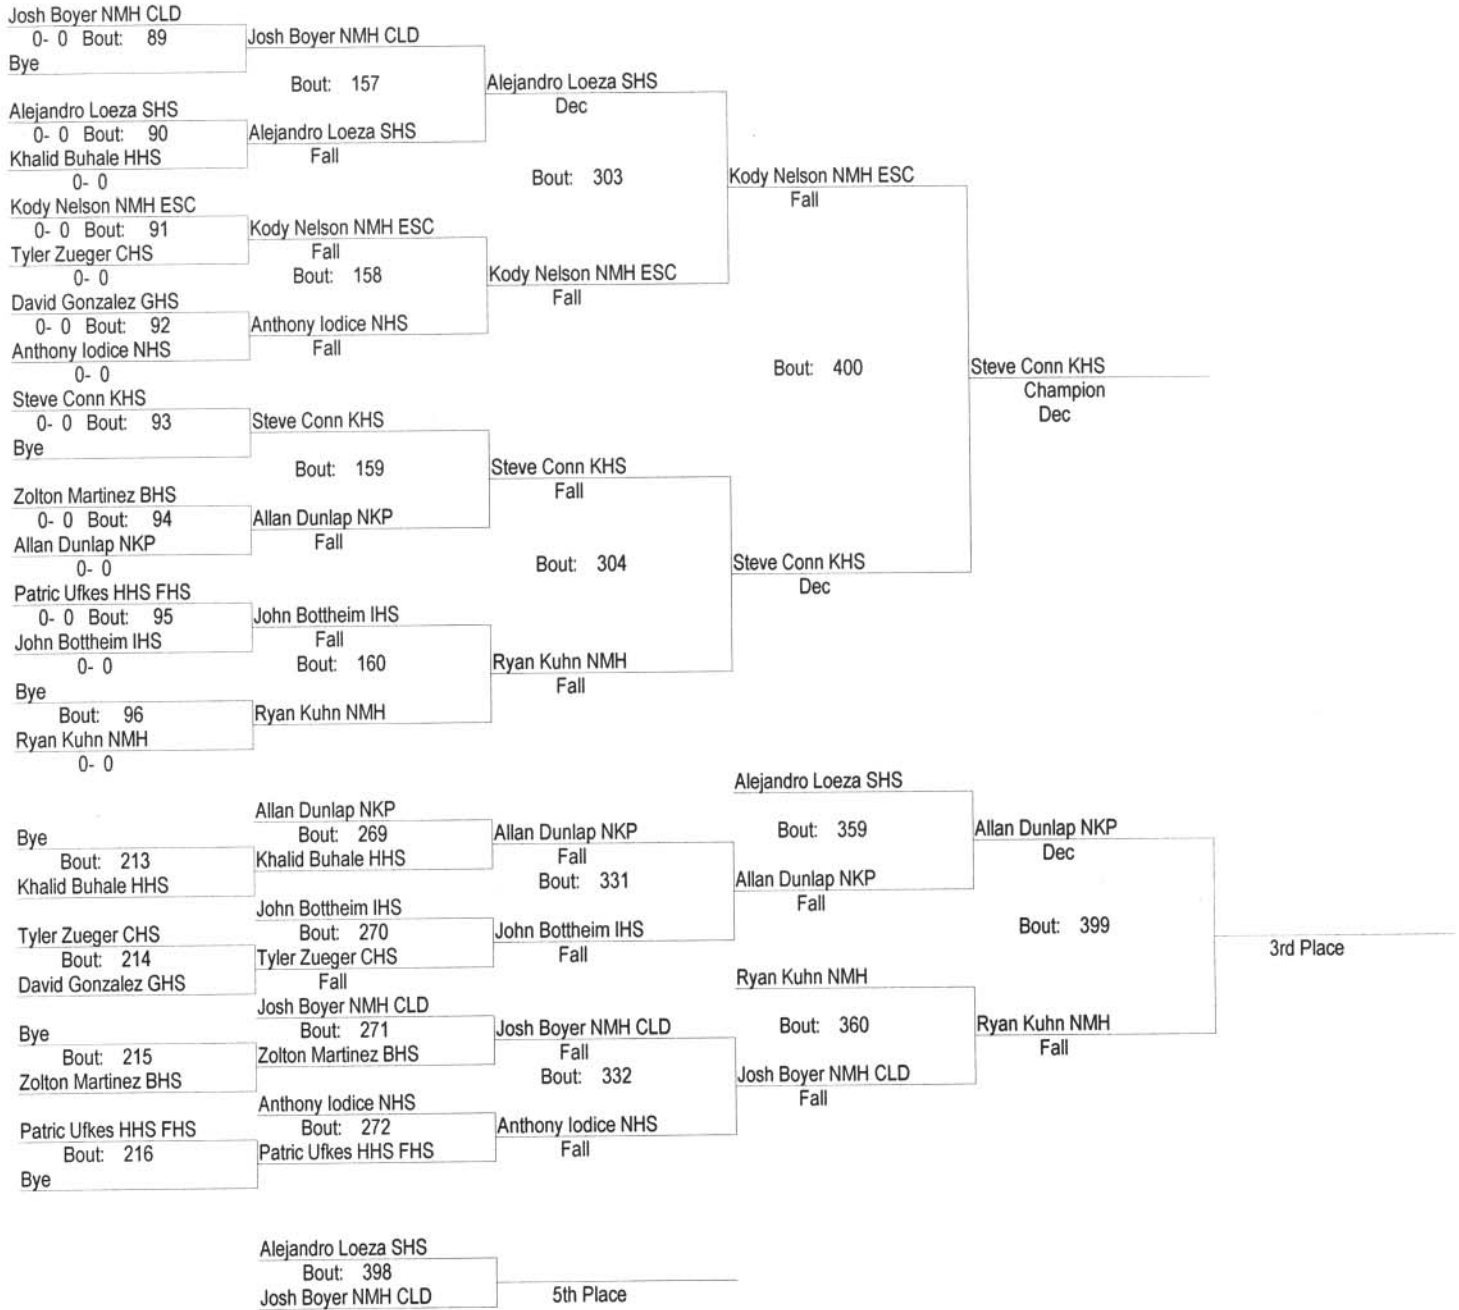 Josh Boyer NMH CLD
0- 0 Bout: 89
Bye
Josh Boyer NMH CLD
Bout: 157
Alejandro Loeza SHS
0- 0 Bout: 90
Khalid Buhale HHS
0- 0
Alejandro Loeza SHS
Fall
Alejandro Loeza SHS
Dec
Bout: 303
Kody Nelson NMH ESC
0- 0 Bout: 91
Tyler Zueger CHS
0- 0
Kody Nelson NMH ESC
Fall
Bout: 158
David Gonzalez GHS
0- 0 Bout: 92
Anthony Iodice NHS
0- 0
Anthony Iodice NHS
Fall
Kody Nelson NMH ESC
Fall
Kody Nelson NMH ESC
Fall
Bout: 400
Steve Conn KHS
Champion
Dec
Steve Conn KHS
0- 0 Bout: 93
Bye
Steve Conn KHS
Bout: 159
Zolton Martinez BHS
0- 0 Bout: 94
Allan Dunlap NKP
0- 0
Allan Dunlap NKP
Fall
Steve Conn KHS
Fall
Bout: 304
Steve Conn KHS
Dec
Patric Ufkes HHS FHS
0- 0 Bout: 95
John Bottheim IHS
0- 0
John Bottheim IHS
Fall
Bout: 160
Bye
Bout: 96
Ryan Kuhn NMH
0- 0
Ryan Kuhn NMH
Ryan Kuhn NMH
Fall
Bye
Bout: 213
Khalid Buhale HHS
Allan Dunlap NKP
Bout: 269
Khalid Buhale HHS
Allan Dunlap NKP
Fall
Bout: 331
Tyler Zueger CHS
Bout: 214
David Gonzalez GHS
John Bottheim IHS
Bout: 270
Tyler Zueger CHS
Fall
John Bottheim IHS
Fall
Alejandro Loeza SHS
Bout: 359
Allan Dunlap NKP
Fall
Allan Dunlap NKP
Dec
Bout: 399
3rd Place
Bye
Bout: 215
Zolton Martinez BHS
Josh Boyer NMH CLD
Bout: 271
Zolton Martinez BHS
Josh Boyer NMH CLD
Fall
Bout: 332
Patric Ufkes HHS FHS
Bout: 216
Bye
Anthony Iodice NHS
Bout: 272
Patric Ufkes HHS FHS
Anthony Iodice NHS
Fall
Ryan Kuhn NMH
Bout: 360
Josh Boyer NMH CLD
Fall
Ryan Kuhn NMH
Fall
Alejandro Loeza SHS
Bout: 398
Josh Boyer NMH CLD
5th Place